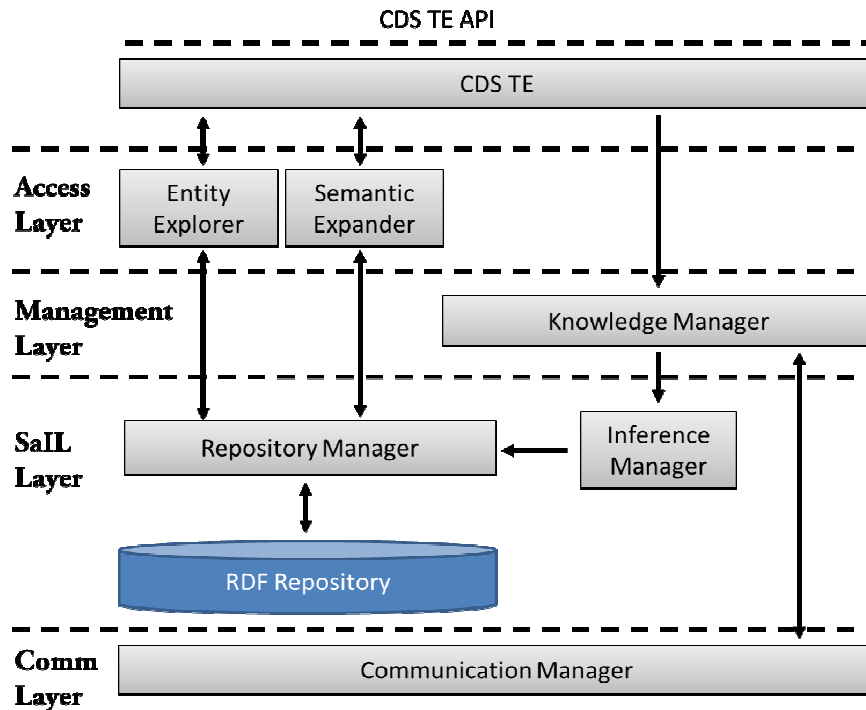 CDS TE API
CDS TE
Access
Layer
Entity
Explorer
Semantic
Expander
Management
Layer
Knowledge Manager
SaIL
Layer
Repository Manager
Inference
Manager
RDF Repository
Comm
Layer
Communication Manager